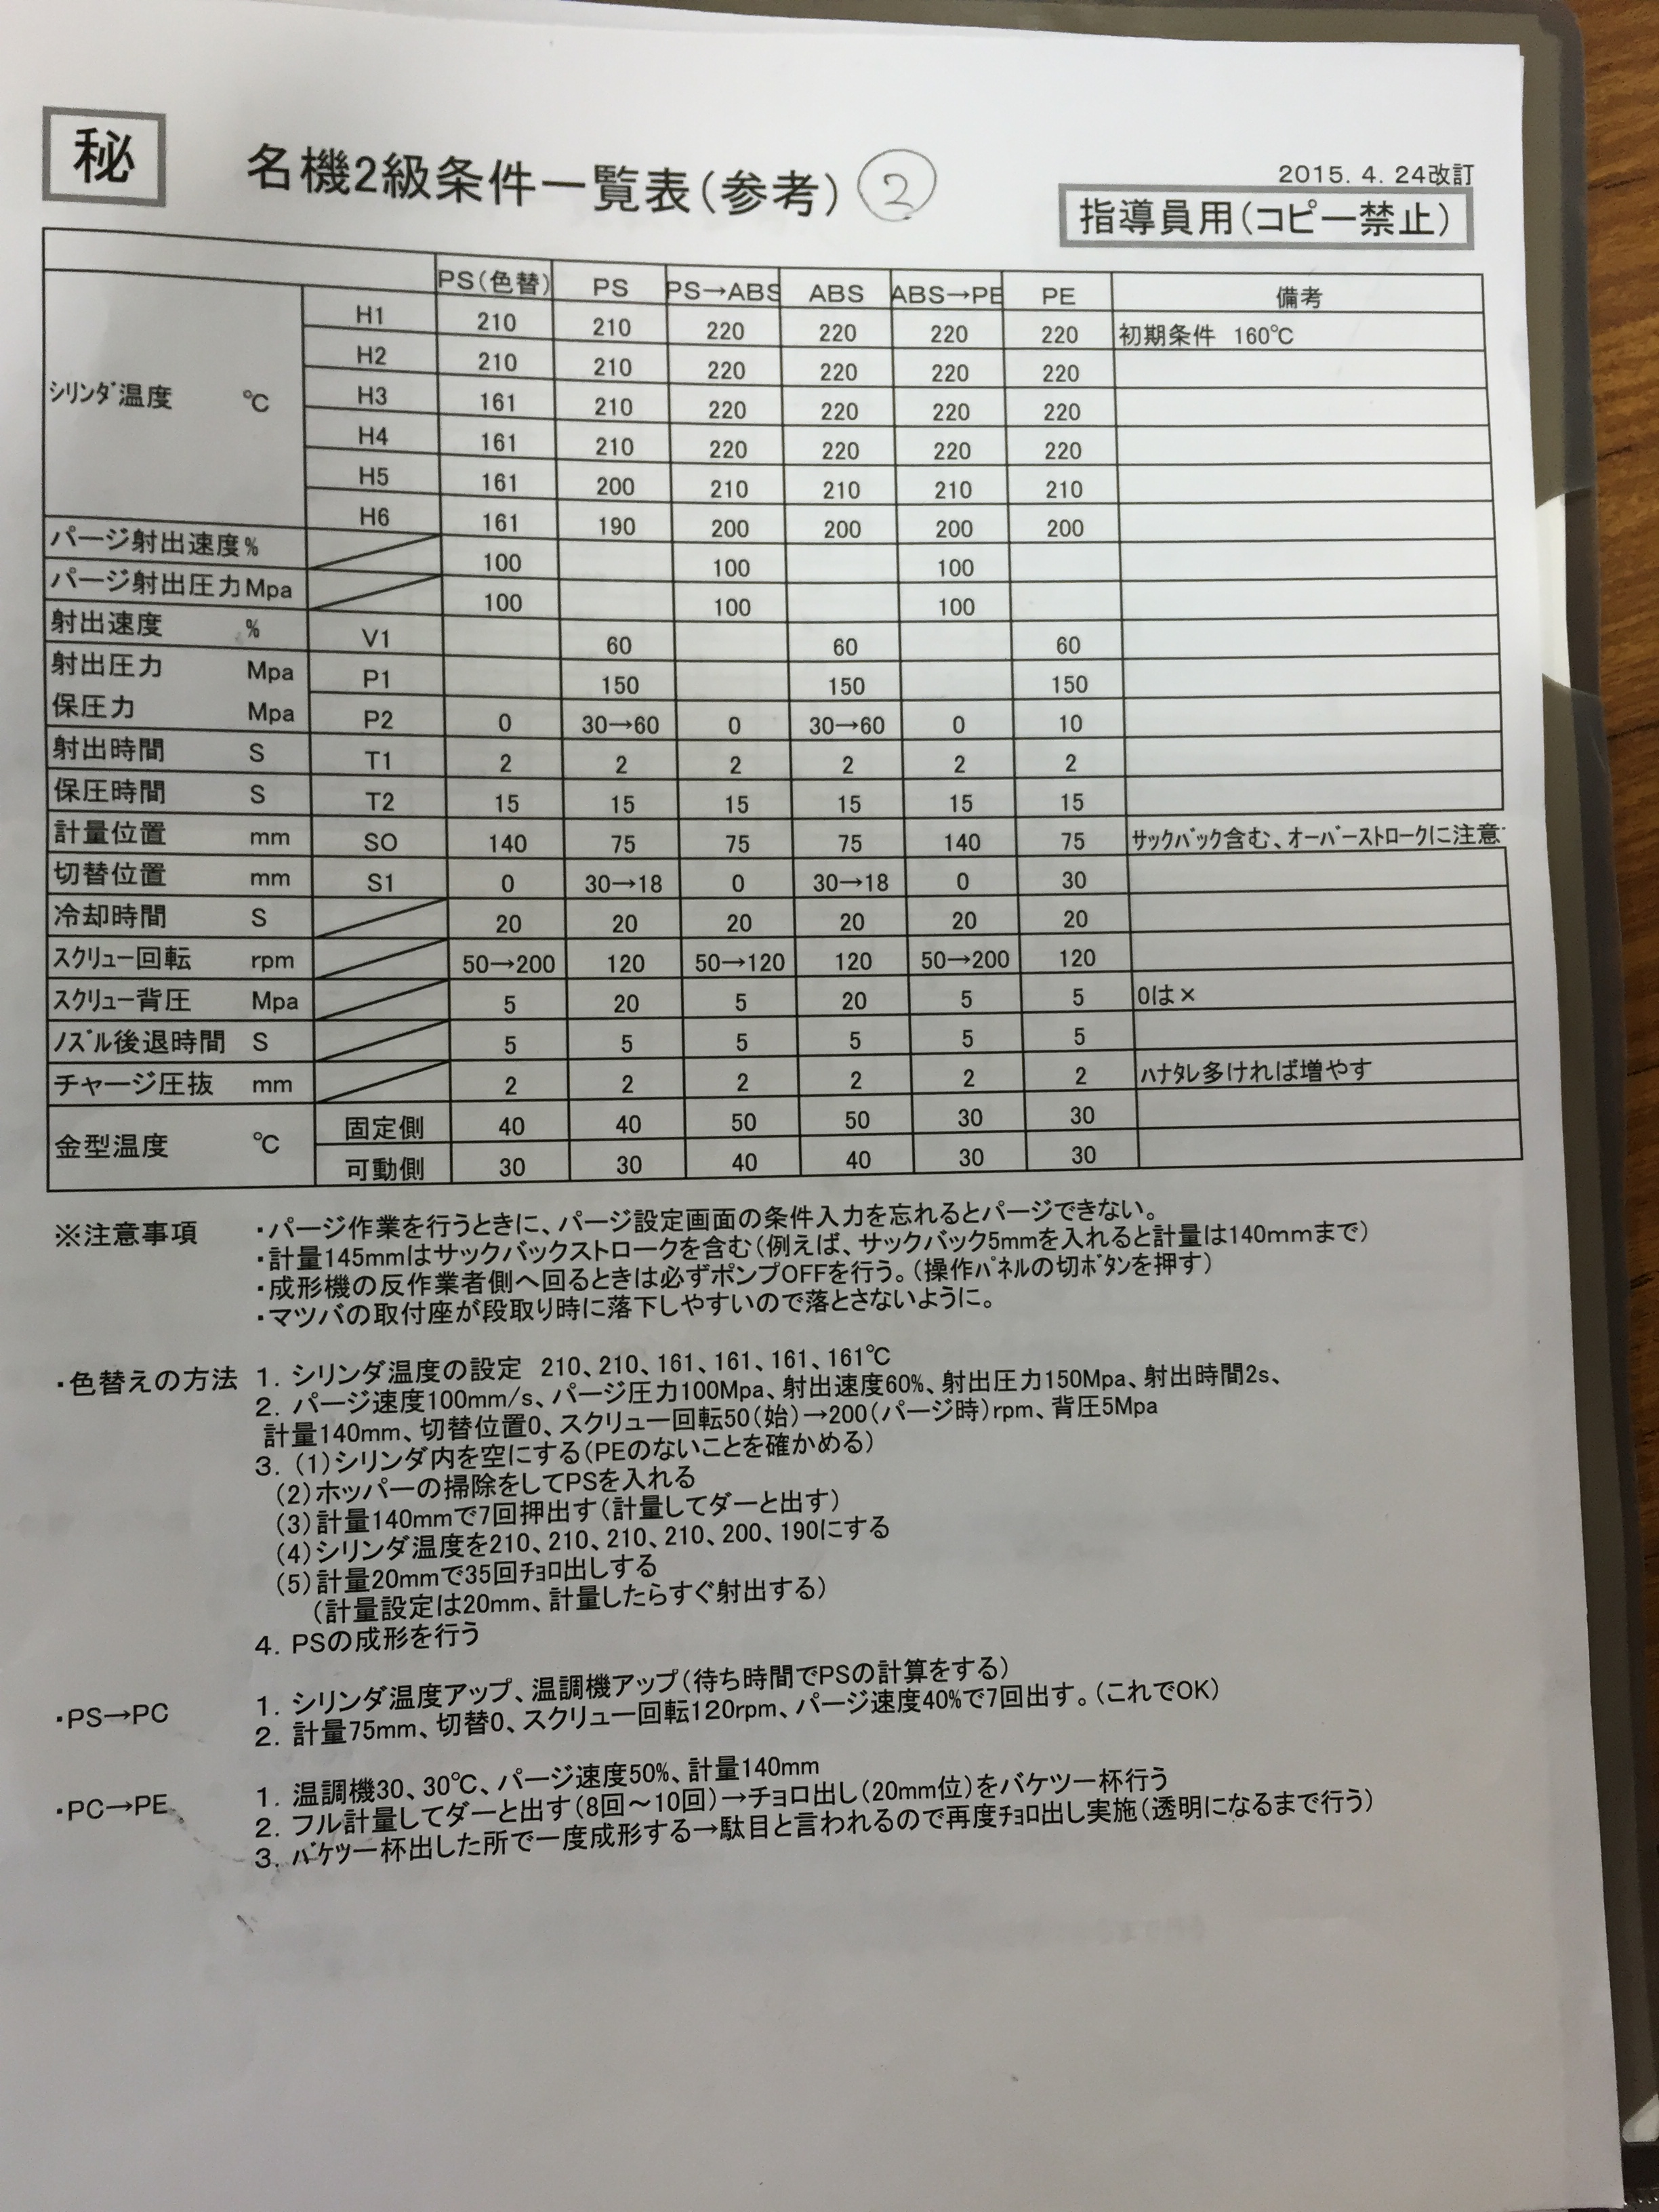 秘
名機2級条件一覧表(参考) ②
2015. 4. 24改訂
指導員用(コピー禁止)
PS(色替) PS PS→ABS ABS ABS→PE PE 備考
シリンダ温度 ℃ H1 210 210 220 220 220 220 初期条件 160℃
H2 210 210 220 220 220 220
H3 161 210 220 220 220 220
H4 161 210 220 220 220 220
H5 161 200 210 210 210 210
H6 161 190 200 200 200 200
パージ射出速度% 100 100 100
パージ射出圧力Mpa 100 100 100
射出速度 % V1 60 60 60
射出圧力 Mpa P1 150 150 150
保圧力 Mpa P2 0 30→60 0 30→60 0 10
射出時間 S T1 2 2 2 2 2 2
保圧時間 S T2 15 15 15 15 15 15
計量位置 mm SO 140 75 75 75 140 75 サックバック含む、オーバーストロークに注意
切替位置 mm S1 0 30→18 0 30→18 0 30
冷却時間 S 20 20 20 20 20 20
スクリュー回転 rpm 50→200 120 50→120 120 50→200 120
スクリュー背圧 Mpa 5 20 5 20 5 5 0は×
ノズル後退時間 S 5 5 5 5 5 5
チャージ圧抜 mm 2 2 2 2 2 2 ハナタレ多ければ増やす
金型温度 ℃ 固定側 40 40 50 50 30 30
可動側 30 30 40 40 30 30
※注意事項 ・パージ作業を行うときに、パージ設定画面の条件入力を忘れるとパージできない。
・計量145mmはサックバックストロークを含む(例えば、サックバック5mmを入れると計量は140mmまで)
・成形機の反作業者側へ回るときは必ずポンプOFFを行う。(操作パネルの切ボタンを押す)
・マツバの取付座が段取り時に落下しやすいので落とさないように。
・色替えの方法 1. シリンダ温度の設定 210、210、161、161、161、161℃
2. パージ速度100mm/s、パージ圧力100Mpa、射出速度60%、射出圧力150Mpa、射出時間2s、
計量140mm、切替位置0、スクリュー回転50(始)→200(パージ時)rpm、背圧5Mpa
3. (1)シリンダ内を空にする(PEのないことを確かめる)
(2)ホッパーの掃除をしてPSを入れる
(3)計量140mmで7回押出す(計量してダーと出す)
(4)シリンダ温度を210、210、210、210、200、190にする
(5)計量20mmで35回チョロ出しする
(計量設定は20mm、計量したらすぐ射出する)
4. PSの成形を行う
・PS→PC 1. シリンダ温度アップ、温調機アップ(待ち時間でPSの計算をする)
2. 計量75mm、切替0、スクリュー回転120rpm、パージ速度40%で7回出す。(これでOK)
・PC→PE 1. 温調機30、30℃、パージ速度50%、計量140mm
2. フル計量してダーと出す(8回～10回)→チョロ出し(20mm位)をバケツ一杯行う
3. バケツ一杯出した所で一度成形する→駄目と言われるので再度チョロ出し実施(透明になるまで行う)